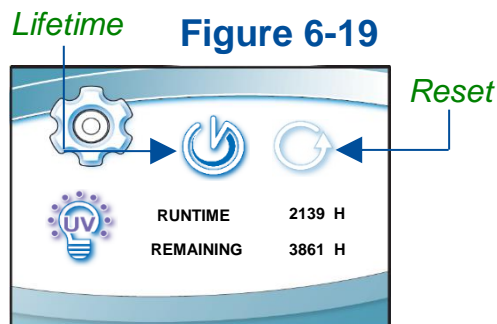 Lifetime
Figure 6-19
Reset
UV
RUNTIME 2139 H
REMAINING 3861 H